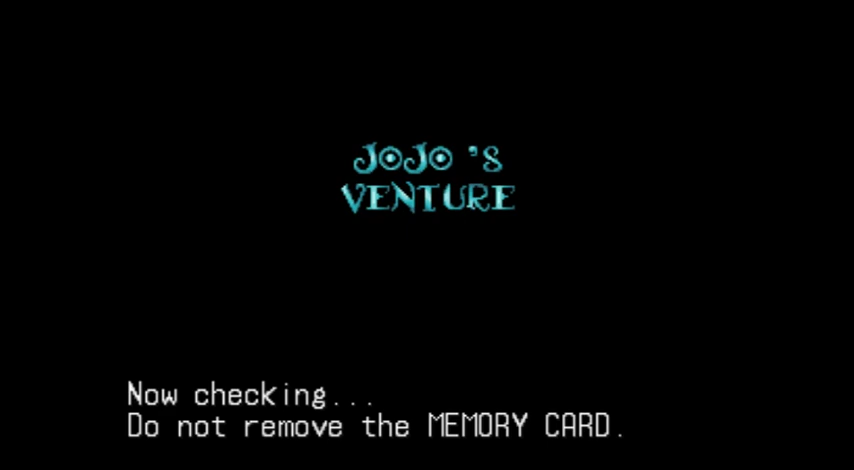 JOJO 'S
VENTURE
Now checking...
Do not remove the MEMORY CARD.